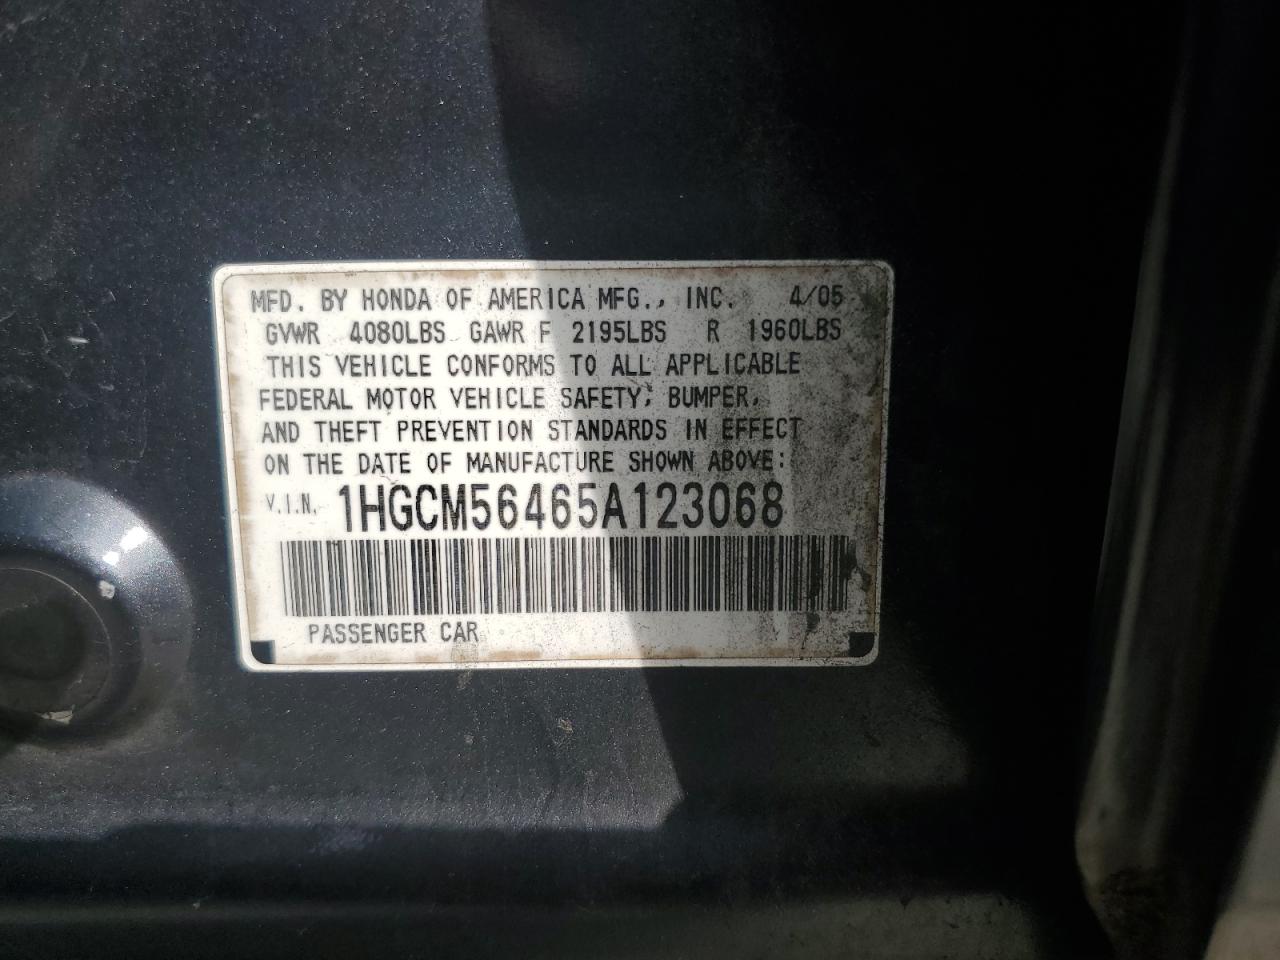 MFD. BY HONDA OF AMERICA MFG., INC. 4/05
GVWR 4080LBS GAWR F 2195LBS R 1960LBS
THIS VEHICLE CONFORMS TO ALL APPLICABLE
FEDERAL MOTOR VEHICLE SAFETY, BUMPER,
AND THEFT PREVENTION STANDARDS IN EFFECT
ON THE DATE OF MANUFACTURE SHOWN ABOVE:
V.I.N. 1HGCM56465A123068
PASSENGER CAR